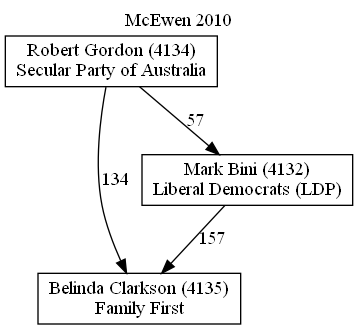 McEwen 2010
Robert Gordon (4134)
Secular Party of Australia
57
Mark Bini (4132)
Liberal Democrats (LDP)
134
157
Belinda Clarkson (4135)
Family First